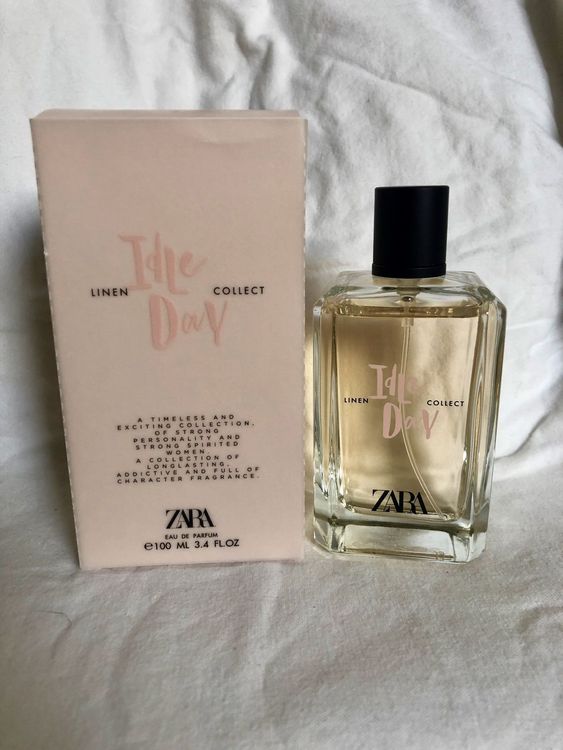 Idle
LINEN COLLECT
Day
A TIMELESS AND
EXCITING COLLECTION,
OF STRONG
PERSONALITY AND
STRONG SPIRITED
WOMEN.
A COLLECTION OF
LONGLASTING,
ADDICTIVE AND FULL OF
CHARACTER FRAGRANCE.
ZARA
EAU DE PARFUM
e100 ML 3.4 FL.OZ
Idle
LINEN COLLECT
Day
ZARA